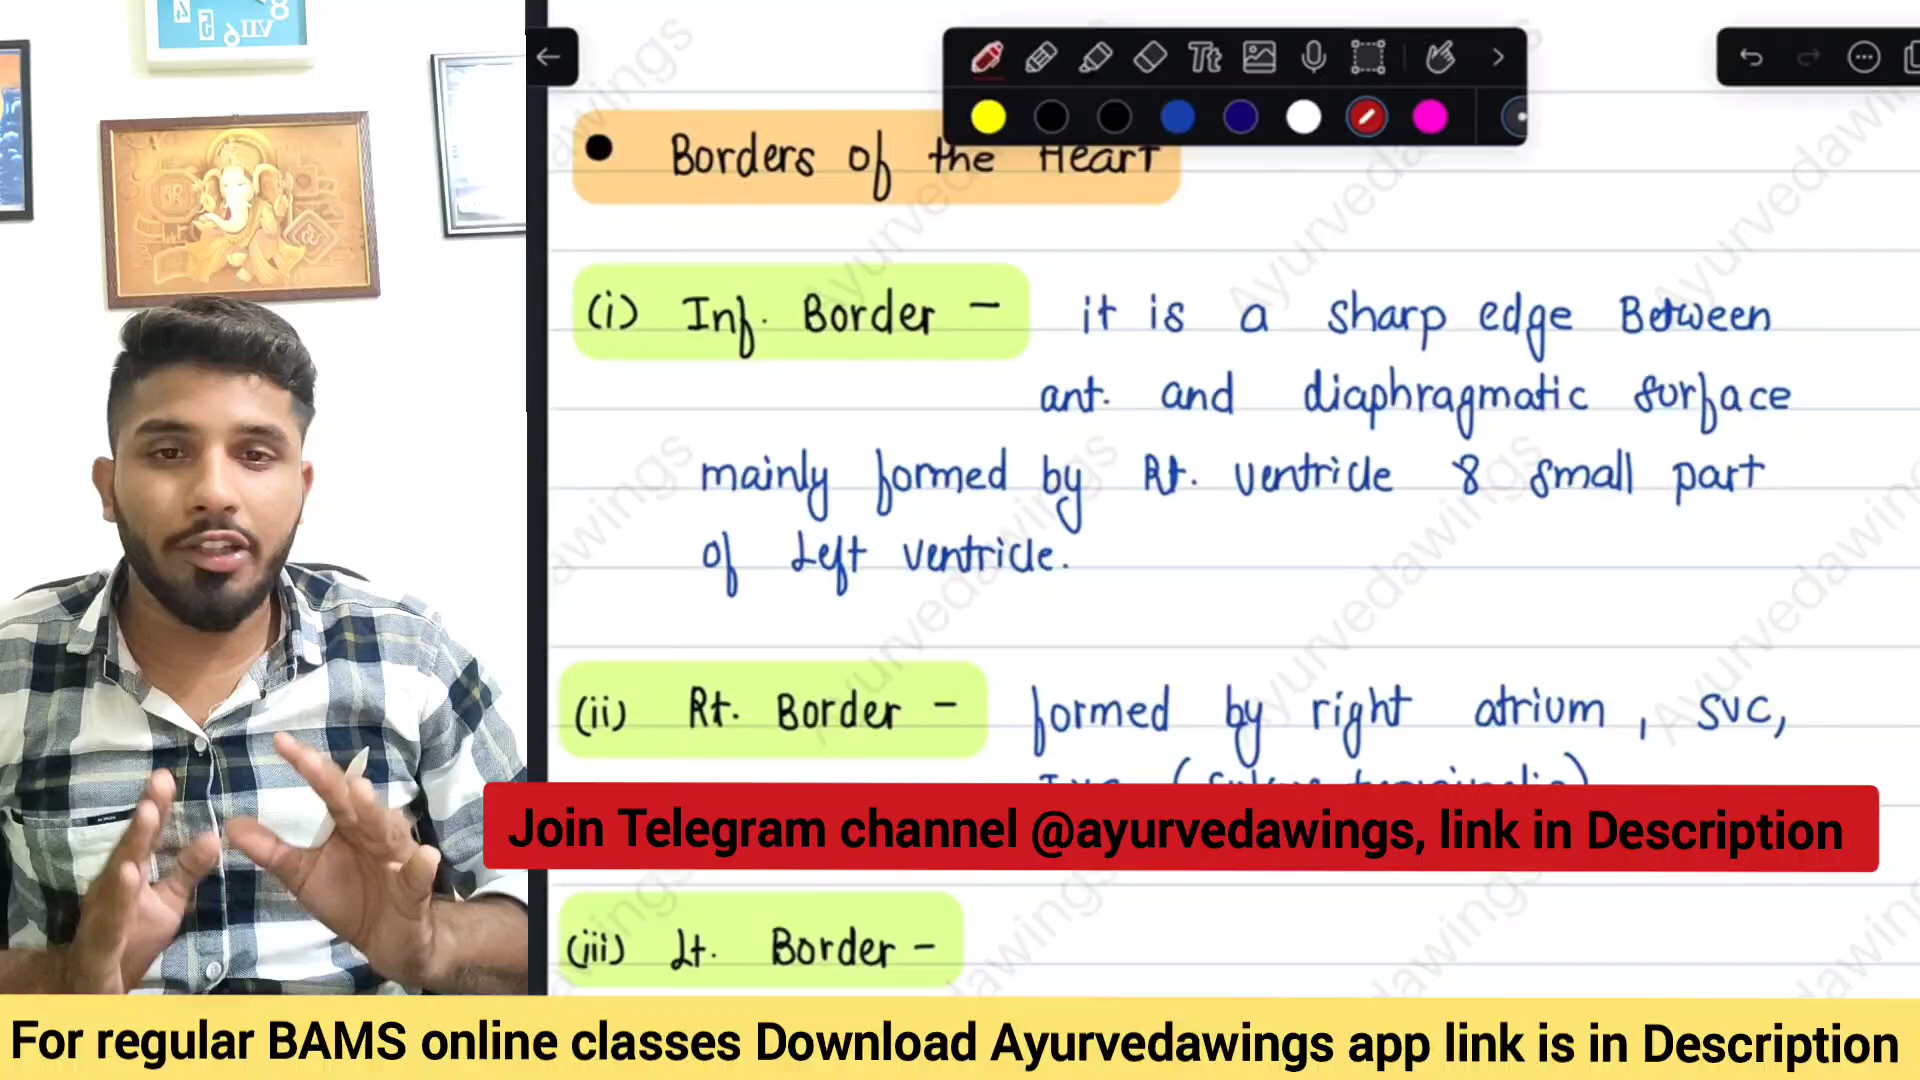 Borders of the Heart
(i) Inf. Border - it is a sharp edge Between
ant. and diaphragmatic surface
mainly formed by Rt. ventricle & small part
of Left ventricle.
(ii) Rt. Border - formed by right atrium, SVC,
Join Telegram channel @ayurvedawings, link in Description
(iii) Lt. Border -
For regular BAMS online classes Download Ayurvedawings app link is in Description
Tt
Ayurvedawings